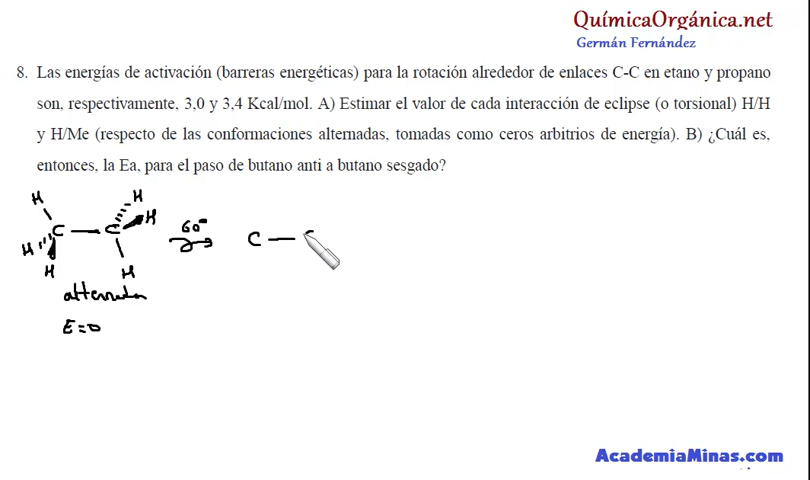 QuímicaOrgánica.net
Germán Fernández
8. Las energías de activación (barreras energéticas) para la rotación alrededor de enlaces C-C en etano y propano
son, respectivamente, 3,0 y 3,4 Kcal/mol. A) Estimar el valor de cada interacción de eclipse (o torsional) H/H
y H/Me (respecto de las conformaciones alternadas, tomadas como ceros arbitrios de energía). B) ¿Cuál es,
entonces, la Ea, para el paso de butano anti a butano sesgado?
H H
C C H 60° C
H H H
alternada
E=0
AcademiaMinas.com